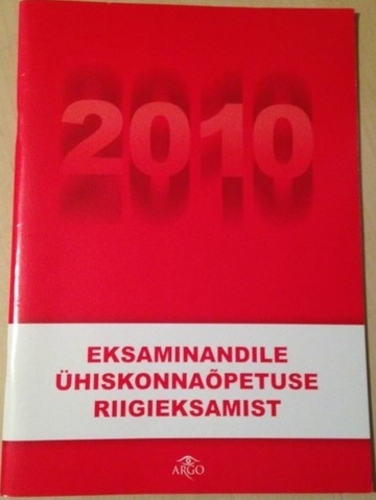 2010
EKSAMINANDILE
ÜHISKONNAÕPETUSE
RIIGIEKSAMIST
ARGO